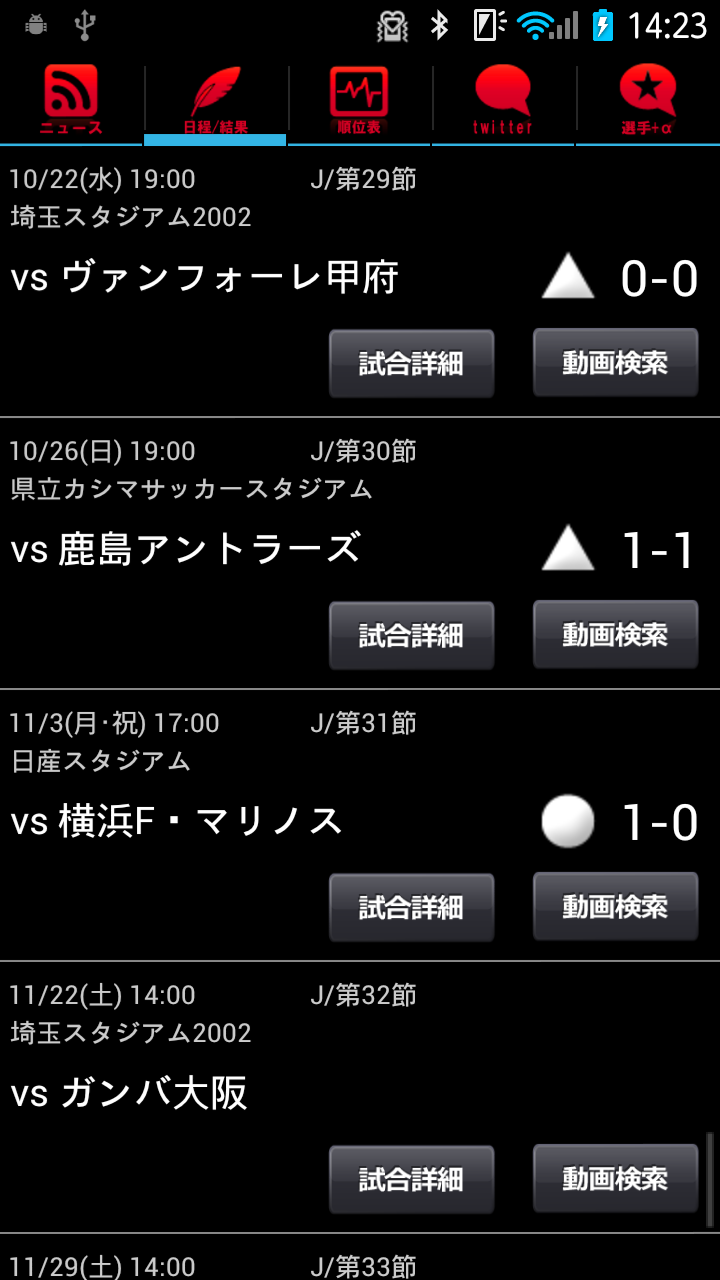 14:23
ニュース 日程/結果 順位表 twitter 選手+α
10/22(水) 19:00 J/第29節
埼玉スタジアム2002
vs ヴァンフォーレ甲府 0-0
試合詳細 動画検索
10/26(日) 19:00 J/第30節
県立カシマサッカースタジアム
vs 鹿島アントラーズ 1-1
試合詳細 動画検索
11/3(月･祝) 17:00 J/第31節
日産スタジアム
vs 横浜F・マリノス 1-0
試合詳細 動画検索
11/22(土) 14:00 J/第32節
埼玉スタジアム2002
vs ガンバ大阪
試合詳細 動画検索
11/29(土) 14:00 J/第33節